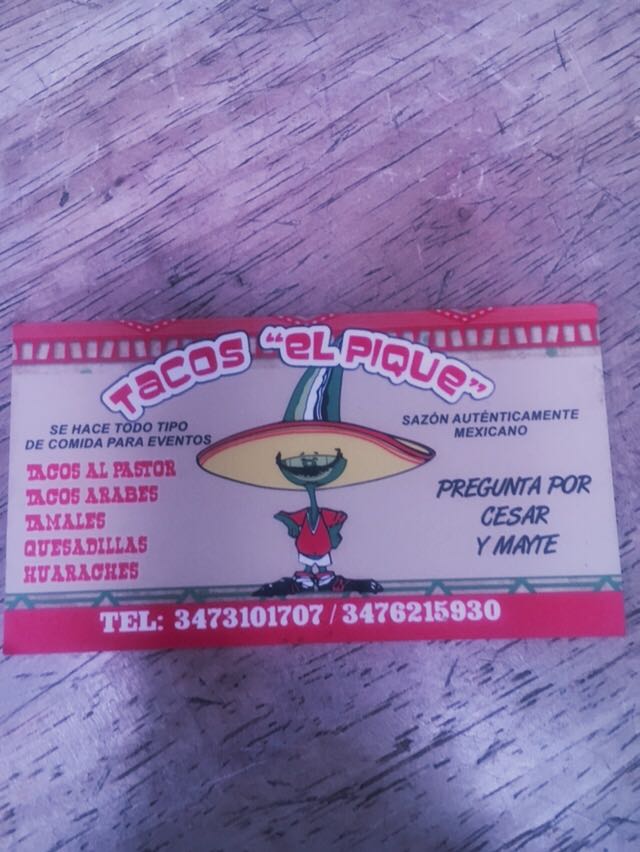 TACOS "EL PIQUE"
SE HACE TODO TIPO
DE COMIDA PARA EVENTOS
TACOS AL PASTOR
TACOS ARABES
TAMALES
QUESADILLAS
HUARACHES
SAZÓN AUTÉNTICAMENTE
MEXICANO
PREGUNTA POR
CESAR
Y MAYTE
TEL: 3473101707 / 3476215930